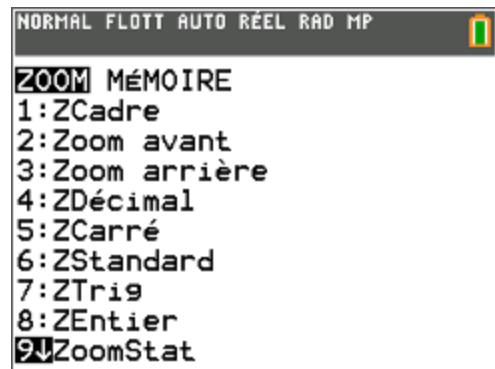 NORMAL FLOTT AUTO RÉEL RAD MP
ZOOM MéMOIRE
1:ZCadre
2:Zoom avant
3:Zoom arrière
4:ZDécimal
5:ZCarré
6:ZStandard
7:ZTrig
8:ZEntier
9↓ZoomStat